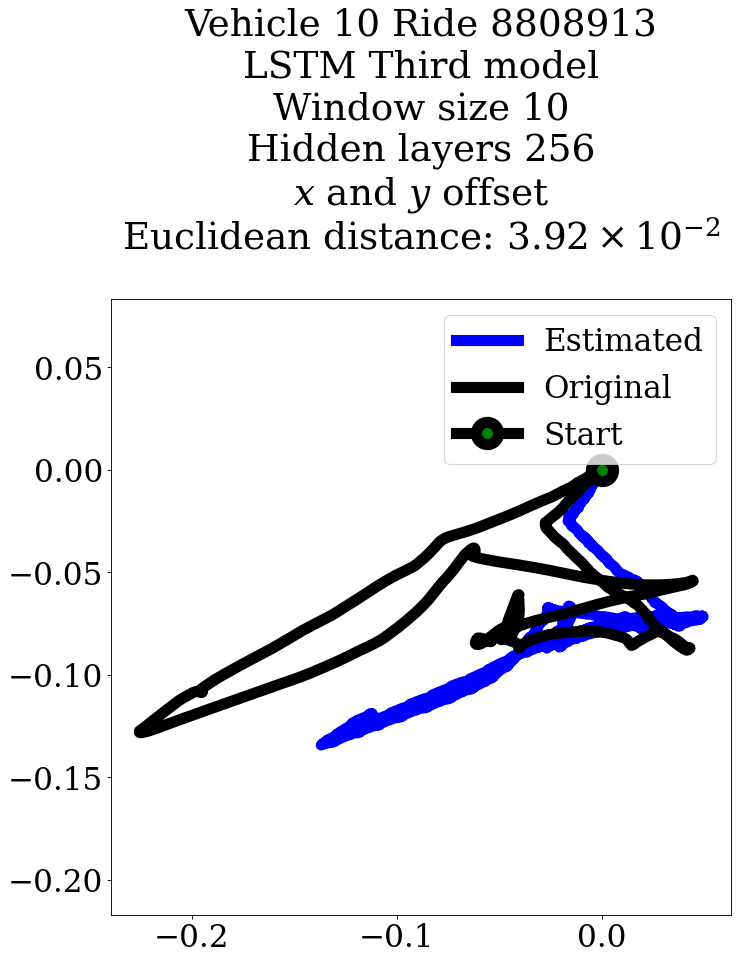 Vehicle 10 Ride 8808913
LSTM Third model
Window size 10
Hidden layers 256
x and y offset
Euclidean distance: 3.92 × 10⁻²
Estimated
Original
Start
0.05
0.00
−0.05
−0.10
−0.15
−0.20
−0.2 −0.1 0.0